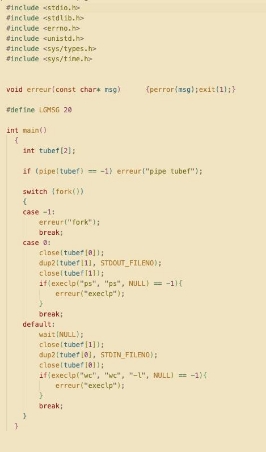 #include <stdio.h>
#include <stdlib.h>
#include <errno.h>
#include <unistd.h>
#include <sys/types.h>
#include <sys/time.h>
void erreur(const char* msg) {perror(msg);exit(1);}
#define LGMSG 20
int main()
{
int tubef[2];
if (pipe(tubef) == -1) erreur("pipe tubef");
switch (fork())
{
case -1:
erreur("fork");
break;
case 0:
close(tubef[0]);
dup2(tubef[1], STDOUT_FILENO);
close(tubef[1]);
if(execlp("ps", "ps", NULL) == -1){
erreur("execlp");
}
break;
default:
wait(NULL);
close(tubef[1]);
dup2(tubef[0], STDIN_FILENO);
close(tubef[0]);
if(execlp("wc", "wc", "-l", NULL) == -1){
erreur("execlp");
}
break;
}
}